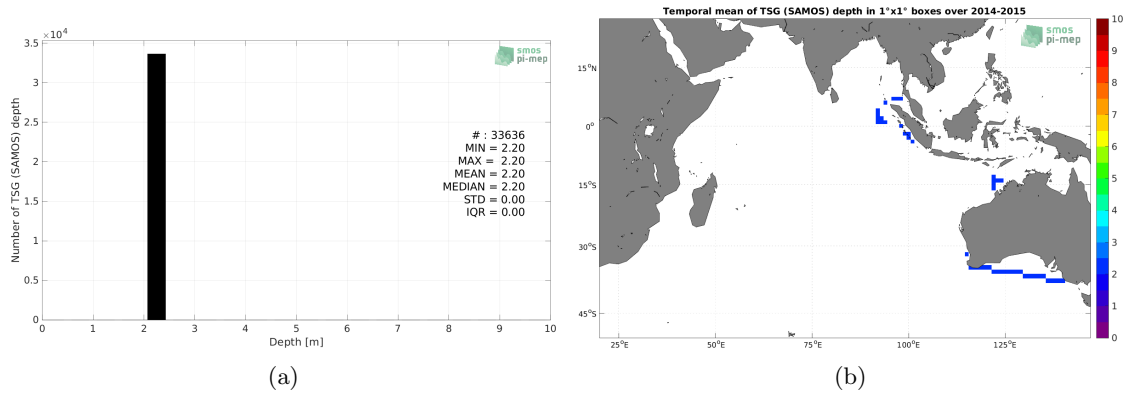 ×10⁴
3.5
3
2.5
2
1.5
1
0.5
0
Number of TSG (SAMOS) depth
smos
pi-mep
# : 33636
MIN = 2.20
MAX = 2.20
MEAN = 2.20
MEDIAN = 2.20
STD = 0.00
IQR = 0.00
0 1 2 3 4 5 6 7 8 9 10
Depth [m]
(a)
Temporal mean of TSG (SAMOS) depth in 1°x1° boxes over 2014-2015
smos
pi-mep
15°N
0°
15°S
30°S
45°S
25°E 50°E 75°E 100°E 125°E
10
9
8
7
6
5
4
3
2
1
0
(b)